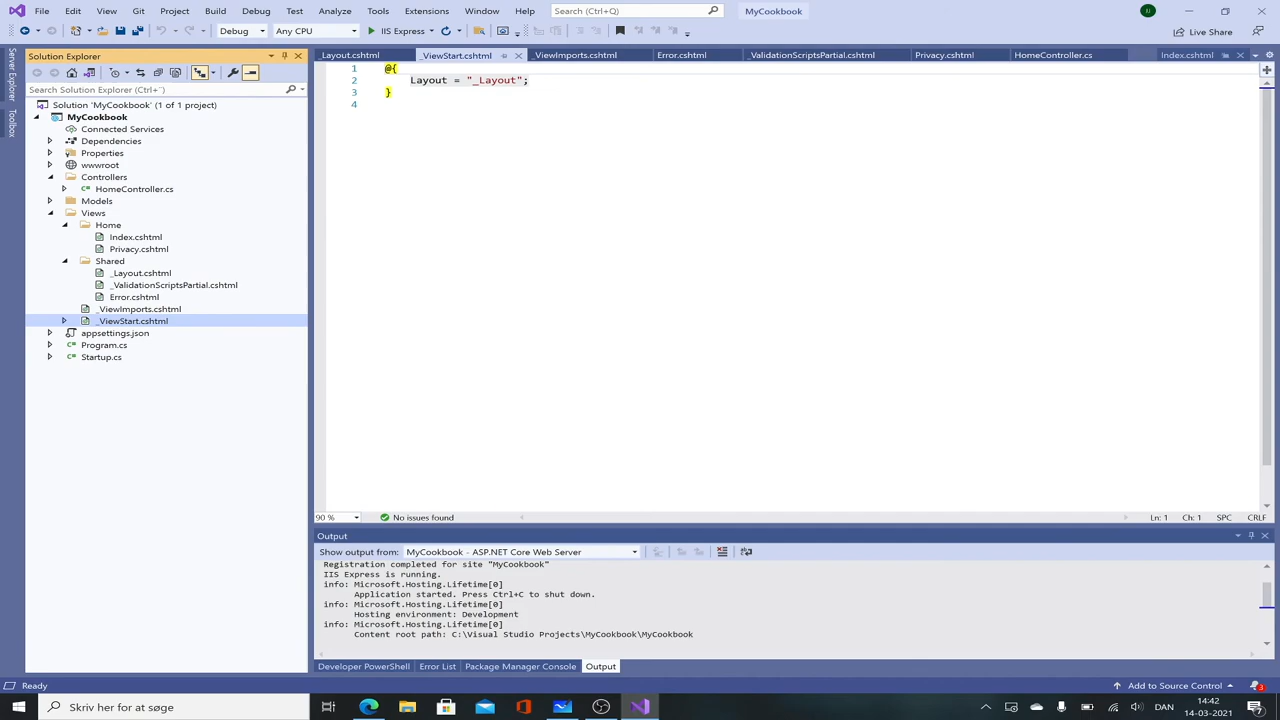 File Edit View Git Project Build Debug Test Analyze Tools Extensions Window Help Search (Ctrl+Q) MyCookbook IU
Debug Any CPU IIS Express Live Share
Server Explorer
Toolbox
Solution Explorer
Search Solution Explorer (Ctrl+¨)
Solution 'MyCookbook' (1 of 1 project)
MyCookbook
Connected Services
Dependencies
Properties
wwwroot
Controllers
HomeController.cs
Models
Views
Home
Index.cshtml
Privacy.cshtml
Shared
_Layout.cshtml
_ValidationScriptsPartial.cshtml
Error.cshtml
_ViewImports.cshtml
_ViewStart.cshtml
appsettings.json
Program.cs
Startup.cs
_Layout.cshtml _ViewStart.cshtml _ViewImports.cshtml Error.cshtml _ValidationScriptsPartial.cshtml Privacy.cshtml HomeController.cs Index.cshtml
1 @{
2 Layout = "_Layout";
3 }
4
90 % No issues found Ln: 1 Ch: 1 SPC CRLF
Output
Show output from: MyCookbook - ASP.NET Core Web Server
Registration completed for site "MyCookbook"
IIS Express is running.
info: Microsoft.Hosting.Lifetime[0]
Application started. Press Ctrl+C to shut down.
info: Microsoft.Hosting.Lifetime[0]
Hosting environment: Development
info: Microsoft.Hosting.Lifetime[0]
Content root path: C:\Visual Studio Projects\MyCookbook\MyCookbook
Developer PowerShell Error List Package Manager Console Output
Ready Add to Source Control 3
Skriv her for at søge DAN 14:42
14-03-2021